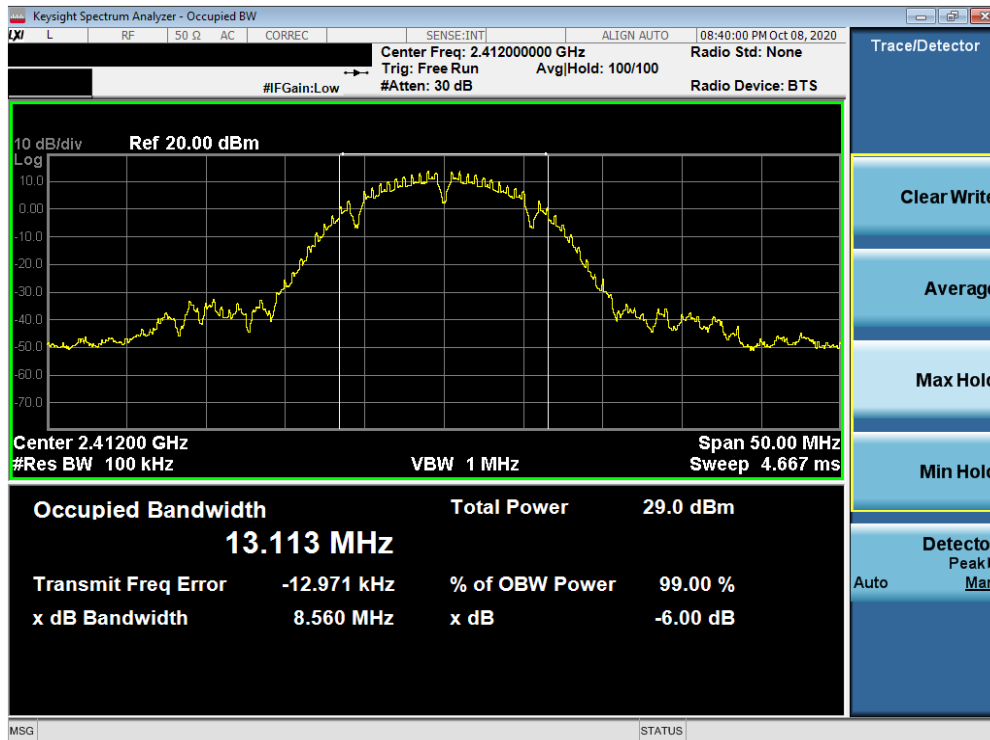 Keysight Spectrum Analyzer - Occupied BW
LXI L RF 50 Ω AC CORREC SENSE:INT ALIGN AUTO 08:40:00 PM Oct 08, 2020
Center Freq: 2.412000000 GHz Radio Std: None
Trig: Free Run Avg|Hold: 100/100
#IFGain:Low #Atten: 30 dB Radio Device: BTS
Trace/Detector
10 dB/div Ref 20.00 dBm
Log
10.0
0.00
-10.0
-20.0
-30.0
-40.0
-50.0
-60.0
-70.0
Center 2.41200 GHz Span 50.00 MHz
#Res BW 100 kHz VBW 1 MHz Sweep 4.667 ms
Occupied Bandwidth Total Power 29.0 dBm
13.113 MHz
Transmit Freq Error -12.971 kHz % of OBW Power 99.00 %
x dB Bandwidth 8.560 MHz x dB -6.00 dB
Clear Write
Average
Max Hold
Min Hold
Detector
Peak
Auto Man
MSG STATUS